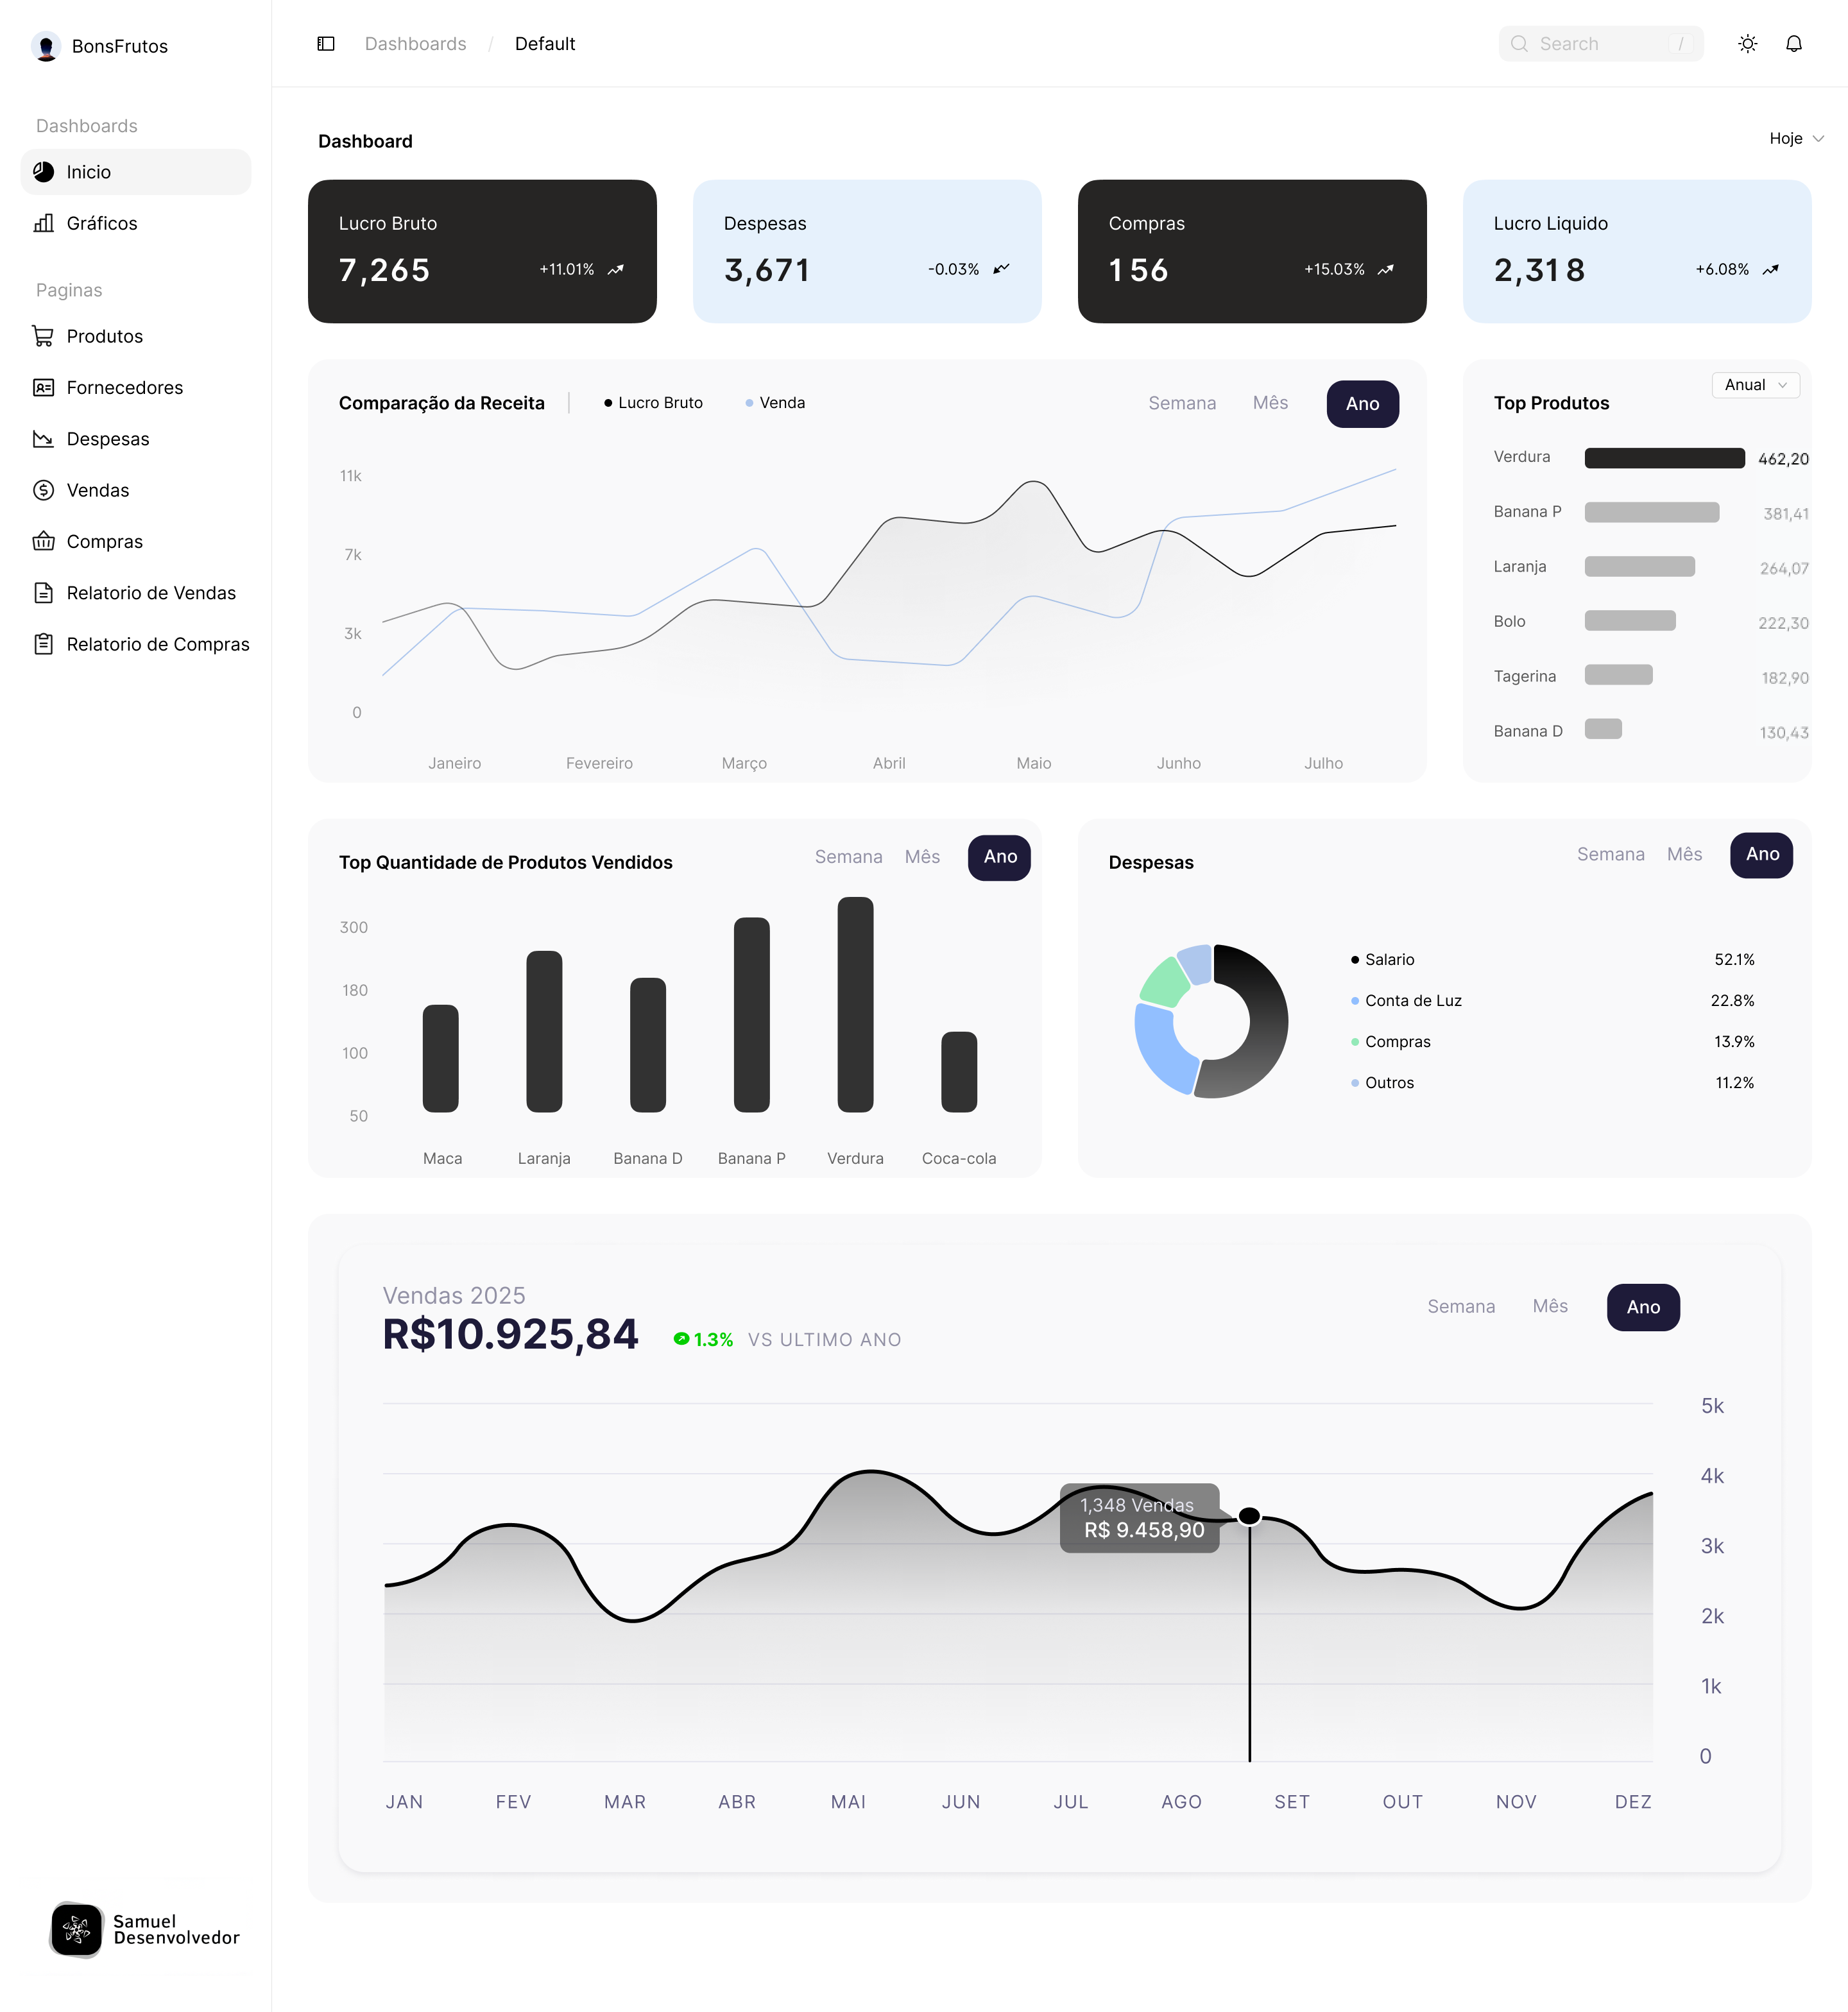 BonsFrutos
Dashboards
Inicio
Gráficos
Paginas
Produtos
Fornecedores
Despesas
Vendas
Compras
Relatorio de Vendas
Relatorio de Compras
Samuel
Desenvolvedor
Dashboards / Default
Search /
Dashboard
Hoje
Lucro Bruto
7,265 +11.01%
Despesas
3,671 -0.03%
Compras
156 +15.03%
Lucro Liquido
2,318 +6.08%
Comparação da Receita Lucro Bruto Venda Semana Mês Ano
11k
7k
3k
0
Janeiro Fevereiro Março Abril Maio Junho Julho
Anual
Top Produtos
Verdura 462,20
Banana P 381,41
Laranja 264,07
Bolo 222,30
Tagerina 182,90
Banana D 130,43
Top Quantidade de Produtos Vendidos Semana Mês Ano
300
180
100
50
Maca Laranja Banana D Banana P Verdura Coca-cola
Despesas Semana Mês Ano
Salario 52.1%
Conta de Luz 22.8%
Compras 13.9%
Outros 11.2%
Vendas 2025
R$10.925,84 1.3% VS ULTIMO ANO
Semana Mês Ano
5k
4k
3k
2k
1k
0
1,348 Vendas
R$ 9.458,90
JAN FEV MAR ABR MAI JUN JUL AGO SET OUT NOV DEZ